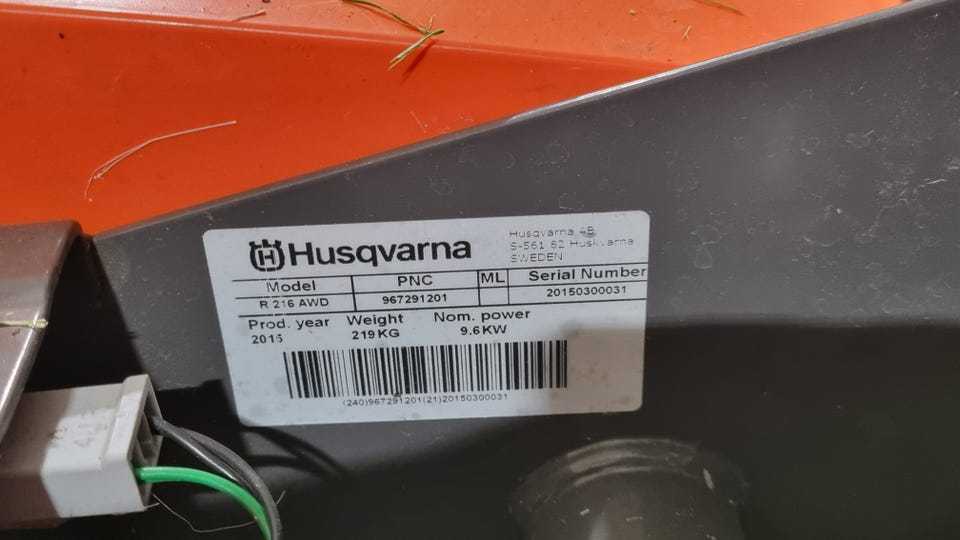 Husqvarna
Husqvarna AB
S-561 82 Huskvarna
SWEDEN
Model PNC ML Serial Number
R 216 AWD 967291201 20150300031
Prod. year Weight Nom. power
2015 219KG 9.6KW
(240)967291201(21)20150300031